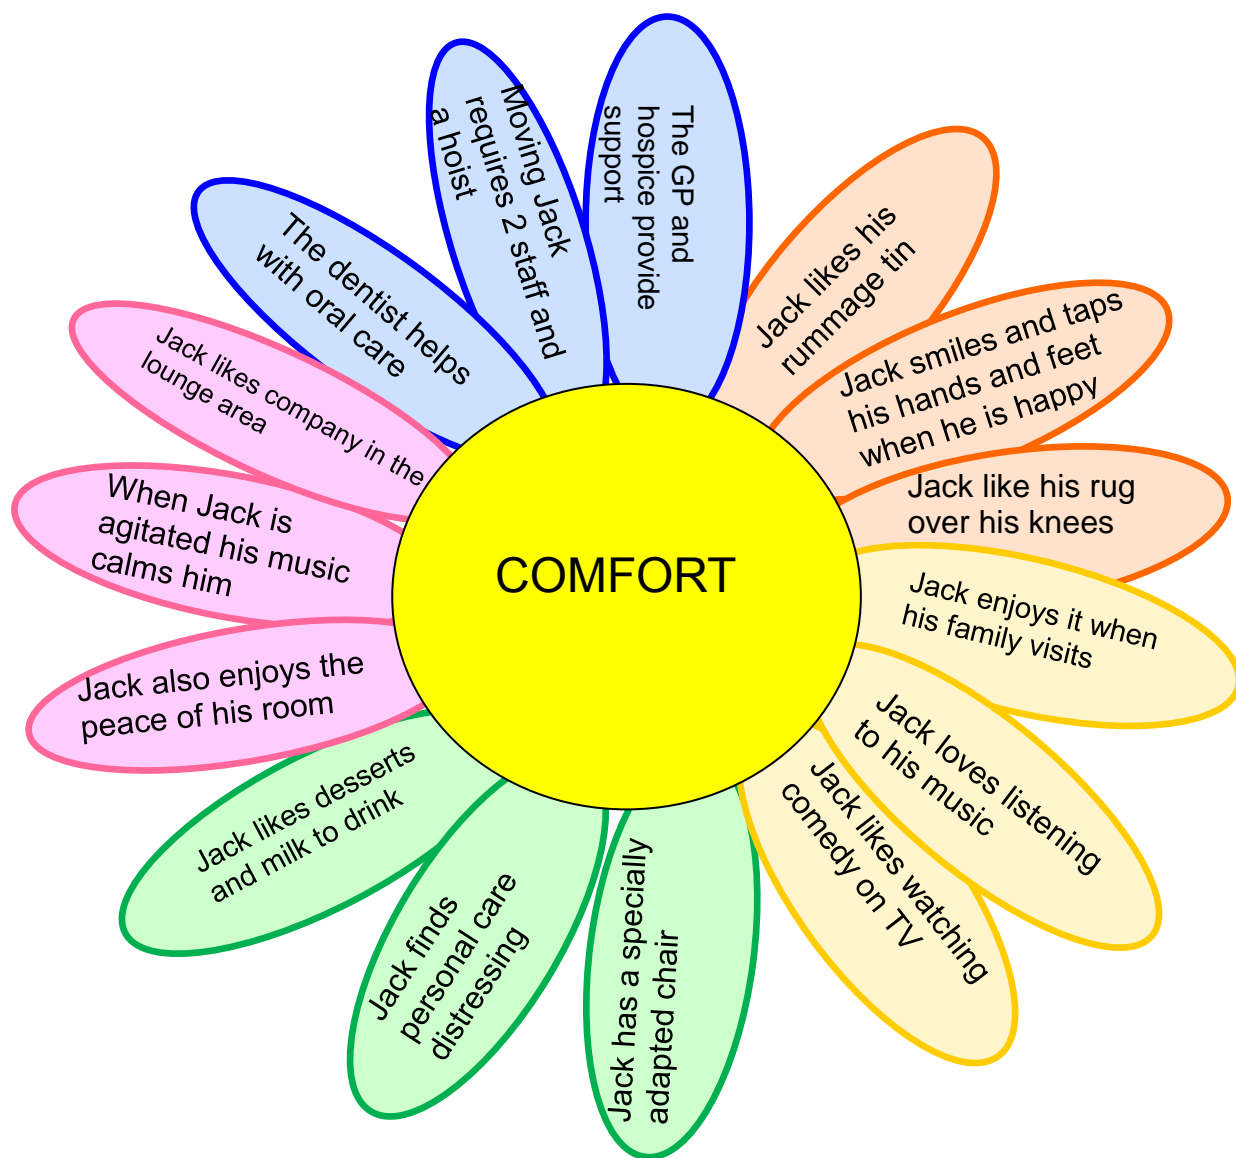 The GP and
hospice provide
support
Jack likes his
rummage tin
Jack smiles and taps
his hands and feet
when he is happy
Jack like his rug
over his knees
Jack enjoys it when
his family visits
Jack loves listening
to his music
Jack likes watching
comedy on TV
Jack has a specially
adapted chair
Jack finds
personal care
distressing
Jack likes desserts
and milk to drink
Jack also enjoys the
peace of his room
When Jack is
agitated his music
calms him
Jack likes company in the
lounge area
The dentist helps
with oral care
Moving Jack
requires 2 staff and
a hoist
COMFORT